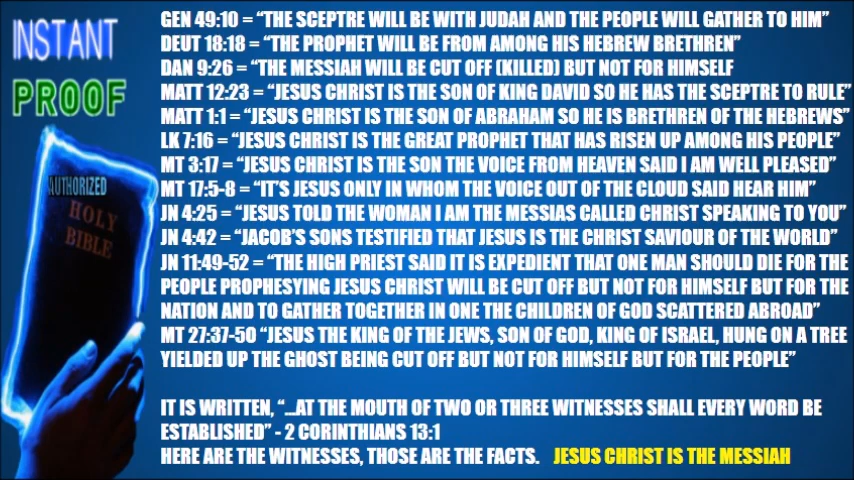 INSTANT
PROOF
AUTHORIZED
HOLY
BIBLE
GEN 49:10 = “THE SCEPTRE WILL BE WITH JUDAH AND THE PEOPLE WILL GATHER TO HIM”
DEUT 18:18 = “THE PROPHET WILL BE FROM AMONG HIS HEBREW BRETHREN”
DAN 9:26 = “THE MESSIAH WILL BE CUT OFF (KILLED) BUT NOT FOR HIMSELF
MATT 12:23 = “JESUS CHRIST IS THE SON OF KING DAVID SO HE HAS THE SCEPTRE TO RULE”
MATT 1:1 = “JESUS CHRIST IS THE SON OF ABRAHAM SO HE IS BRETHREN OF THE HEBREWS”
LK 7:16 = “JESUS CHRIST IS THE GREAT PROPHET THAT HAS RISEN UP AMONG HIS PEOPLE”
MT 3:17 = “JESUS CHRIST IS THE SON THE VOICE FROM HEAVEN SAID I AM WELL PLEASED”
MT 17:5-8 = “IT’S JESUS ONLY IN WHOM THE VOICE OUT OF THE CLOUD SAID HEAR HIM”
JN 4:25 = “JESUS TOLD THE WOMAN I AM THE MESSIAS CALLED CHRIST SPEAKING TO YOU”
JN 4:42 = “JACOB’S SONS TESTIFIED THAT JESUS IS THE CHRIST SAVIOUR OF THE WORLD”
JN 11:49-52 = “THE HIGH PRIEST SAID IT IS EXPEDIENT THAT ONE MAN SHOULD DIE FOR THE
PEOPLE PROPHESYING JESUS CHRIST WILL BE CUT OFF BUT NOT FOR HIMSELF BUT FOR THE
NATION AND TO GATHER TOGETHER IN ONE THE CHILDREN OF GOD SCATTERED ABROAD”
MT 27:37-50 “JESUS THE KING OF THE JEWS, SON OF GOD, KING OF ISRAEL, HUNG ON A TREE
YIELDED UP THE GHOST BEING CUT OFF BUT NOT FOR HIMSELF BUT FOR THE PEOPLE”
IT IS WRITTEN, “...AT THE MOUTH OF TWO OR THREE WITNESSES SHALL EVERY WORD BE
ESTABLISHED” - 2 CORINTHIANS 13:1
HERE ARE THE WITNESSES, THOSE ARE THE FACTS. JESUS CHRIST IS THE MESSIAH